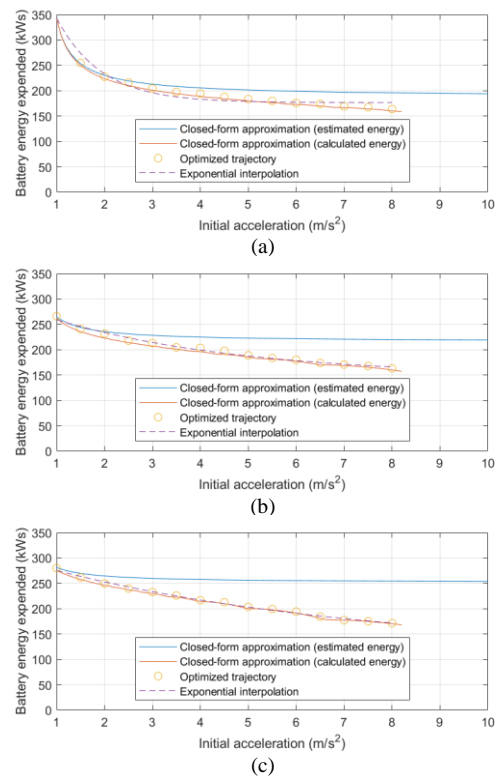 350
300
250
200
150
100
50
0
Battery energy expended (kWs)
Closed-form approximation (estimated energy)
Closed-form approximation (calculated energy)
Optimized trajectory
Exponential interpolation
1 2 3 4 5 6 7 8 9 10
Initial acceleration (m/s²)
(a)
350
300
250
200
150
100
50
0
Battery energy expended (kWs)
Closed-form approximation (estimated energy)
Closed-form approximation (calculated energy)
Optimized trajectory
Exponential interpolation
1 2 3 4 5 6 7 8 9 10
Initial acceleration (m/s²)
(b)
350
300
250
200
150
100
50
0
Battery energy expended (kWs)
Closed-form approximation (estimated energy)
Closed-form approximation (calculated energy)
Optimized trajectory
Exponential interpolation
1 2 3 4 5 6 7 8 9 10
Initial acceleration (m/s²)
(c)